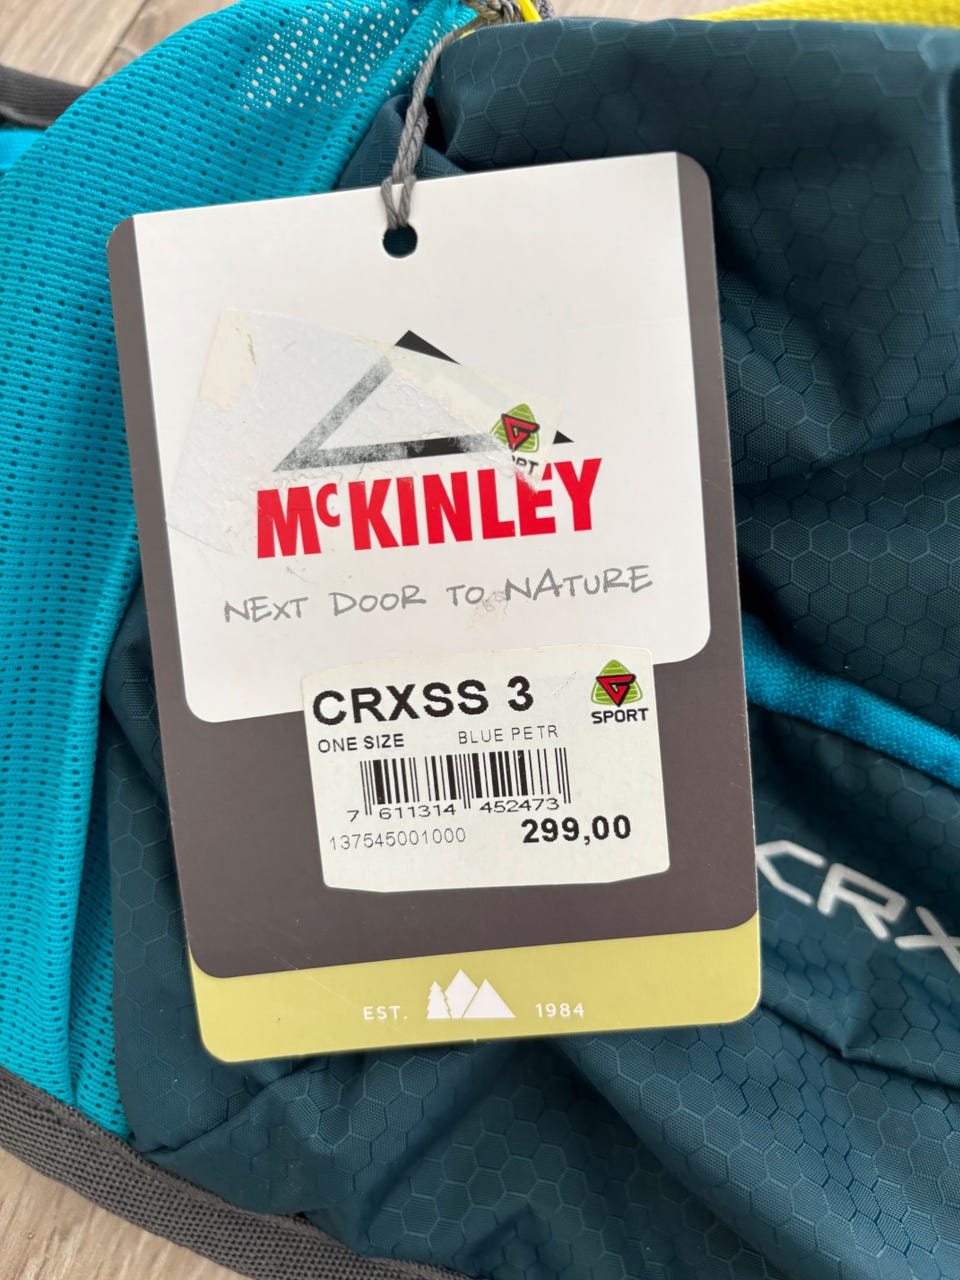 McKINLEY
NEXT DOOR TO NATURE
CRXSS 3
SPORT
ONE SIZE BLUE PETR
7 611314 452473
137545001000 299,00
EST. 1984
CRX